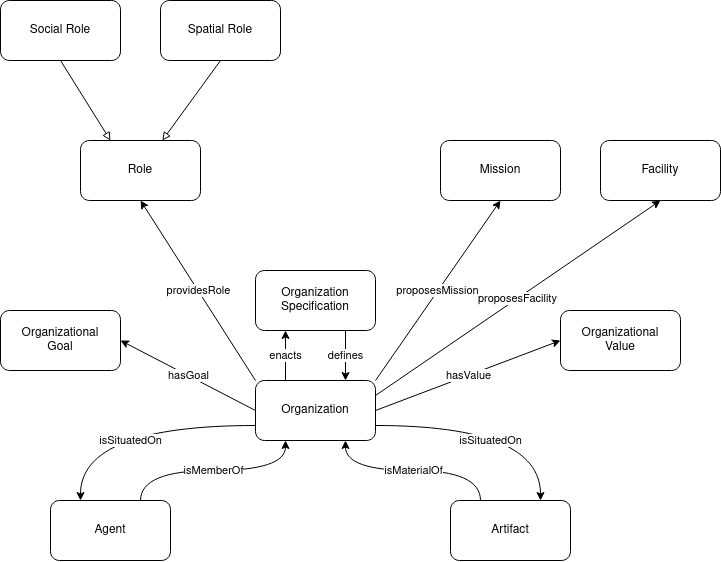 Social Role
Spatial Role
Role
Mission
Facility
providesRole
Organization
Specification
proposesMission
proposesFacility
Organizational
Goal
Organizational
Value
enacts
defines
hasGoal
hasValue
Organization
isSituatedOn
isSituatedOn
isMemberOf
isMaterialOf
Agent
Artifact